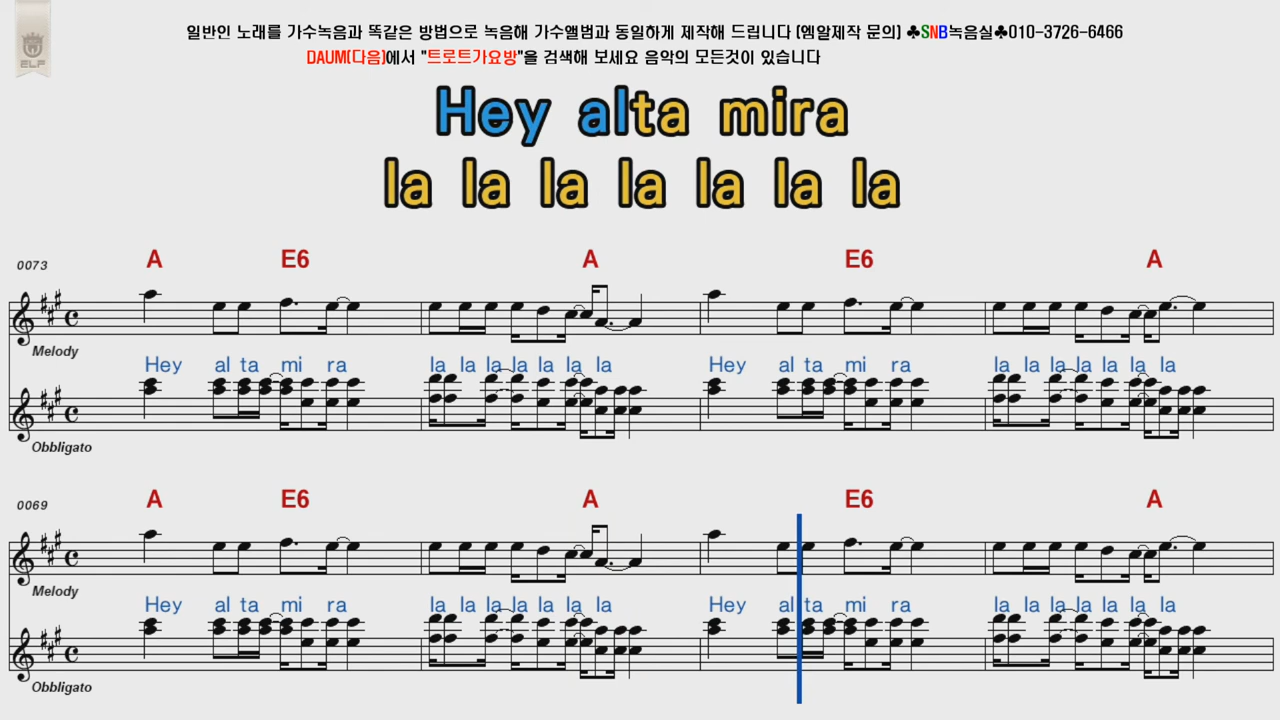 일반인 노래를 가수녹음과 똑같은 방법으로 녹음해 가수앨범과 동일하게 제작해 드립니다 (엠알제작 문의) ♣SNB녹음실♣010-3726-6466
DAUM(다음)에서 "트로트가요방"을 검색해 보세요 음악의 모든것이 있습니다
ELF
Hey alta mira
la la la la la la la
0073 A E6 A E6 A
Melody
Hey al ta mi ra la la la la la la la Hey al ta mi ra la la la la la la la
Obbligato
0069 A E6 A E6 A
Melody
Hey al ta mi ra la la la la la la la Hey al ta mi ra la la la la la la la
Obbligato